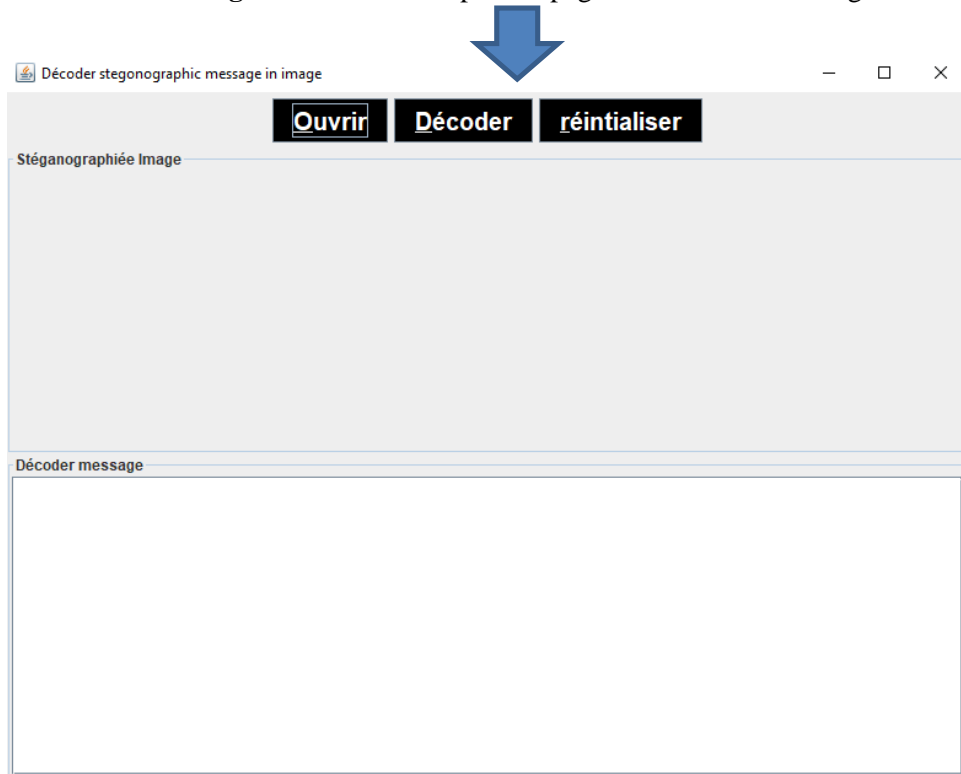 Décoder stegonographic message in image
Ouvrir Décoder réintialiser
Stéganographiée Image
Décoder message